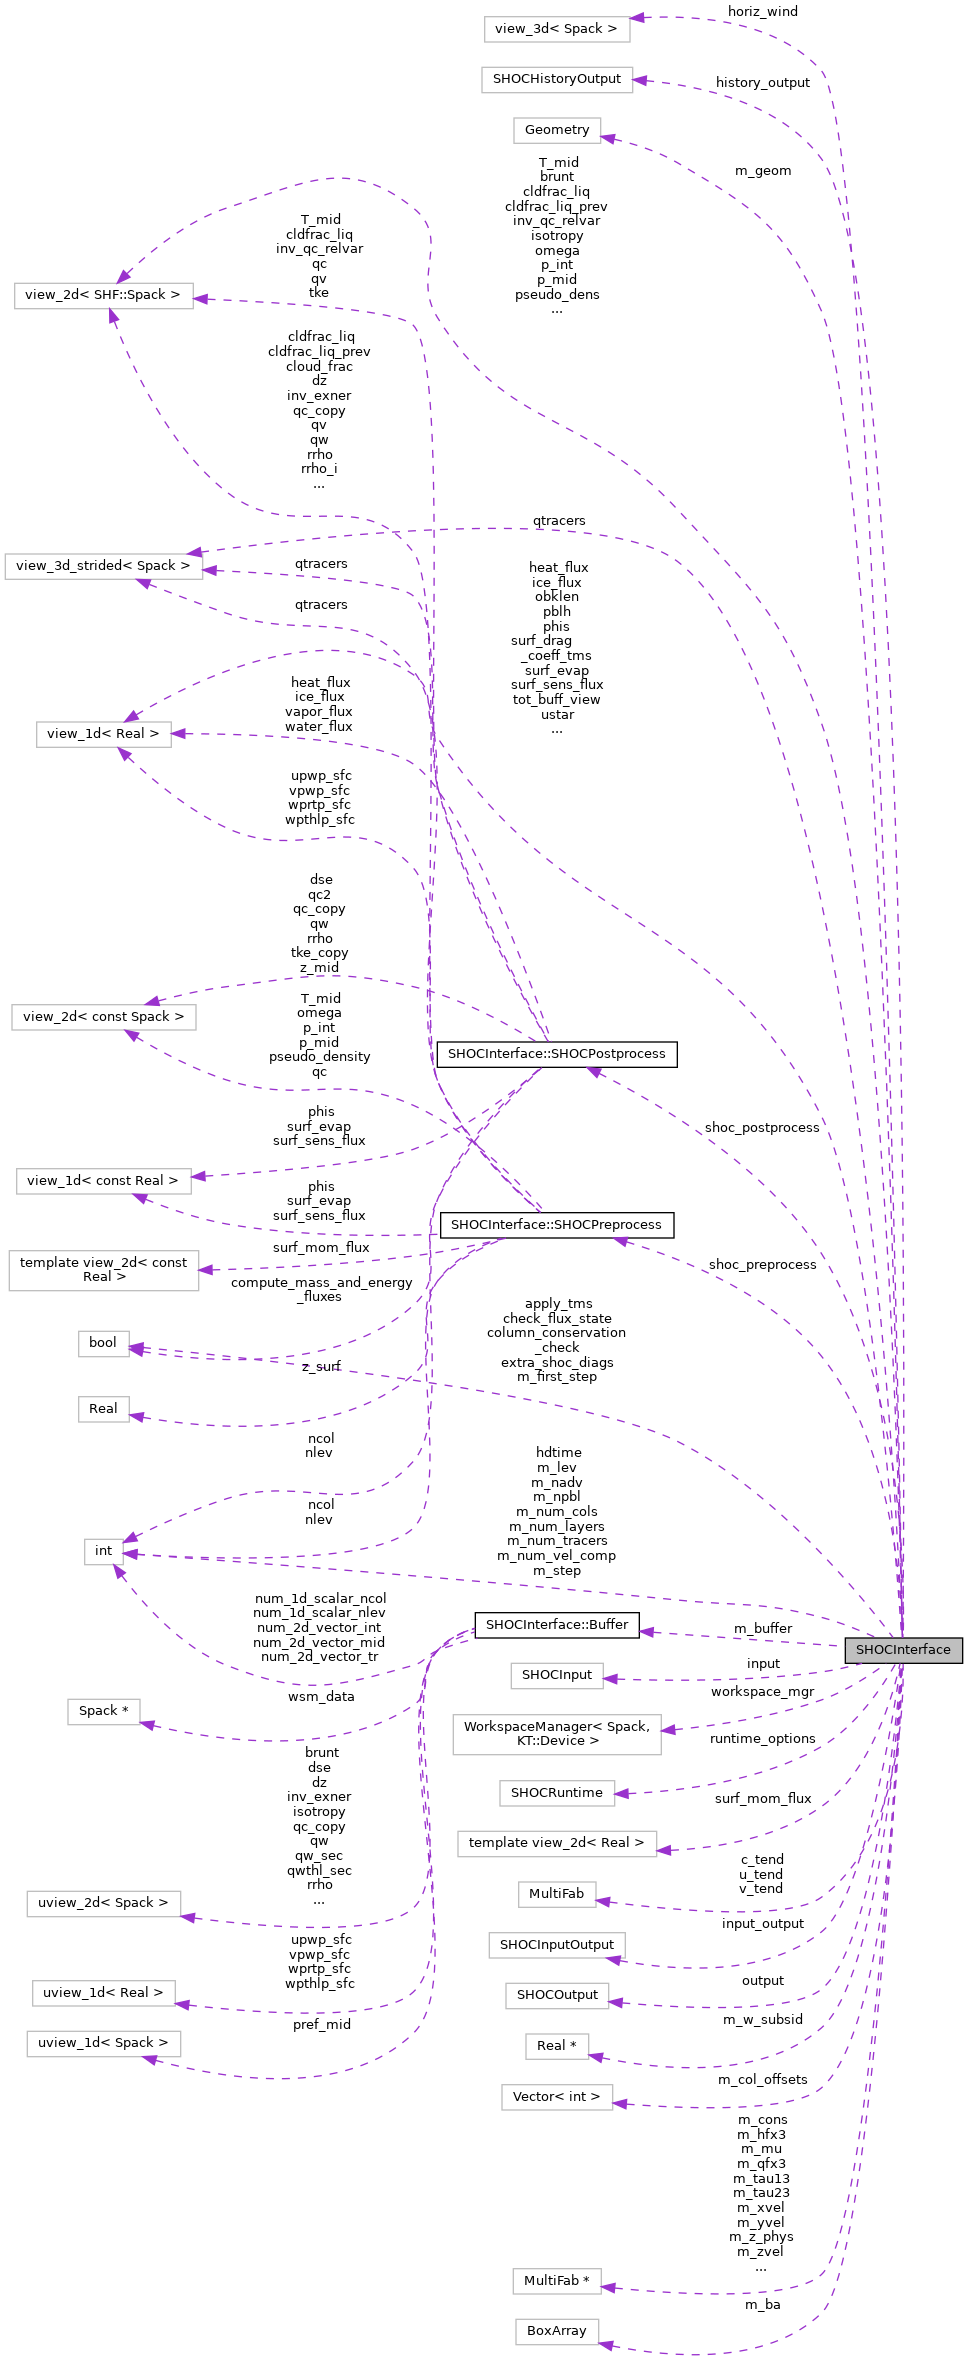 horiz_wind
view_3d< Spack >
SHOCHistoryOutput
history_output
Geometry
m_geom
T_mid
brunt
cldfrac_liq
cldfrac_liq_prev
inv_qc_relvar
isotropy
omega
p_int
p_mid
pseudo_dens
...
T_mid
cldfrac_liq
inv_qc_relvar
qc
qv
tke
view_2d< SHF::Spack >
cldfrac_liq
cldfrac_liq_prev
cloud_frac
dz
inv_exner
qc_copy
qv
qw
rrho
rrho_i
...
qtracers
view_3d_strided< Spack >
qtracers
qtracers
heat_flux
ice_flux
obklen
pblh
phis
surf_drag
_coeff_tms
surf_evap
surf_sens_flux
tot_buff_view
ustar
...
heat_flux
ice_flux
vapor_flux
water_flux
view_1d< Real >
upwp_sfc
vpwp_sfc
wprtp_sfc
wpthlp_sfc
dse
qc2
qc_copy
qw
rrho
tke_copy
z_mid
view_2d< const Spack >
T_mid
omega
p_int
p_mid
pseudo_density
qc
SHOCInterface::SHOCPostprocess
phis
surf_evap
surf_sens_flux
shoc_postprocess
view_1d< const Real >
phis
surf_evap
surf_sens_flux
SHOCInterface::SHOCPreprocess
surf_mom_flux
shoc_preprocess
template view_2d< const
Real >
compute_mass_and_energy
_fluxes
apply_tms
check_flux_state
column_conservation
_check
extra_shoc_diags
m_first_step
bool
z_surf
Real
ncol
nlev
hdtime
m_lev
m_nadv
m_npbl
m_num_cols
m_num_layers
m_num_tracers
m_num_vel_comp
m_step
ncol
nlev
int
num_1d_scalar_ncol
num_1d_scalar_nlev
num_2d_vector_int
num_2d_vector_mid
num_2d_vector_tr
SHOCInterface::Buffer
m_buffer
SHOCInterface
input
SHOCInput
wsm_data
workspace_mgr
Spack *
WorkspaceManager< Spack,
KT::Device >
runtime_options
brunt
dse
dz
inv_exner
isotropy
qc_copy
qw
qw_sec
qwthl_sec
rrho
...
SHOCRuntime
surf_mom_flux
template view_2d< Real >
c_tend
u_tend
v_tend
MultiFab
uview_2d< Spack >
input_output
SHOCInputOutput
upwp_sfc
vpwp_sfc
wprtp_sfc
wpthlp_sfc
output
uview_1d< Real >
SHOCOutput
m_w_subsid
pref_mid
uview_1d< Spack >
Real *
m_col_offsets
Vector< int >
m_cons
m_hfx3
m_mu
m_qfx3
m_tau13
m_tau23
m_xvel
m_yvel
m_z_phys
m_zvel
...
MultiFab *
m_ba
BoxArray